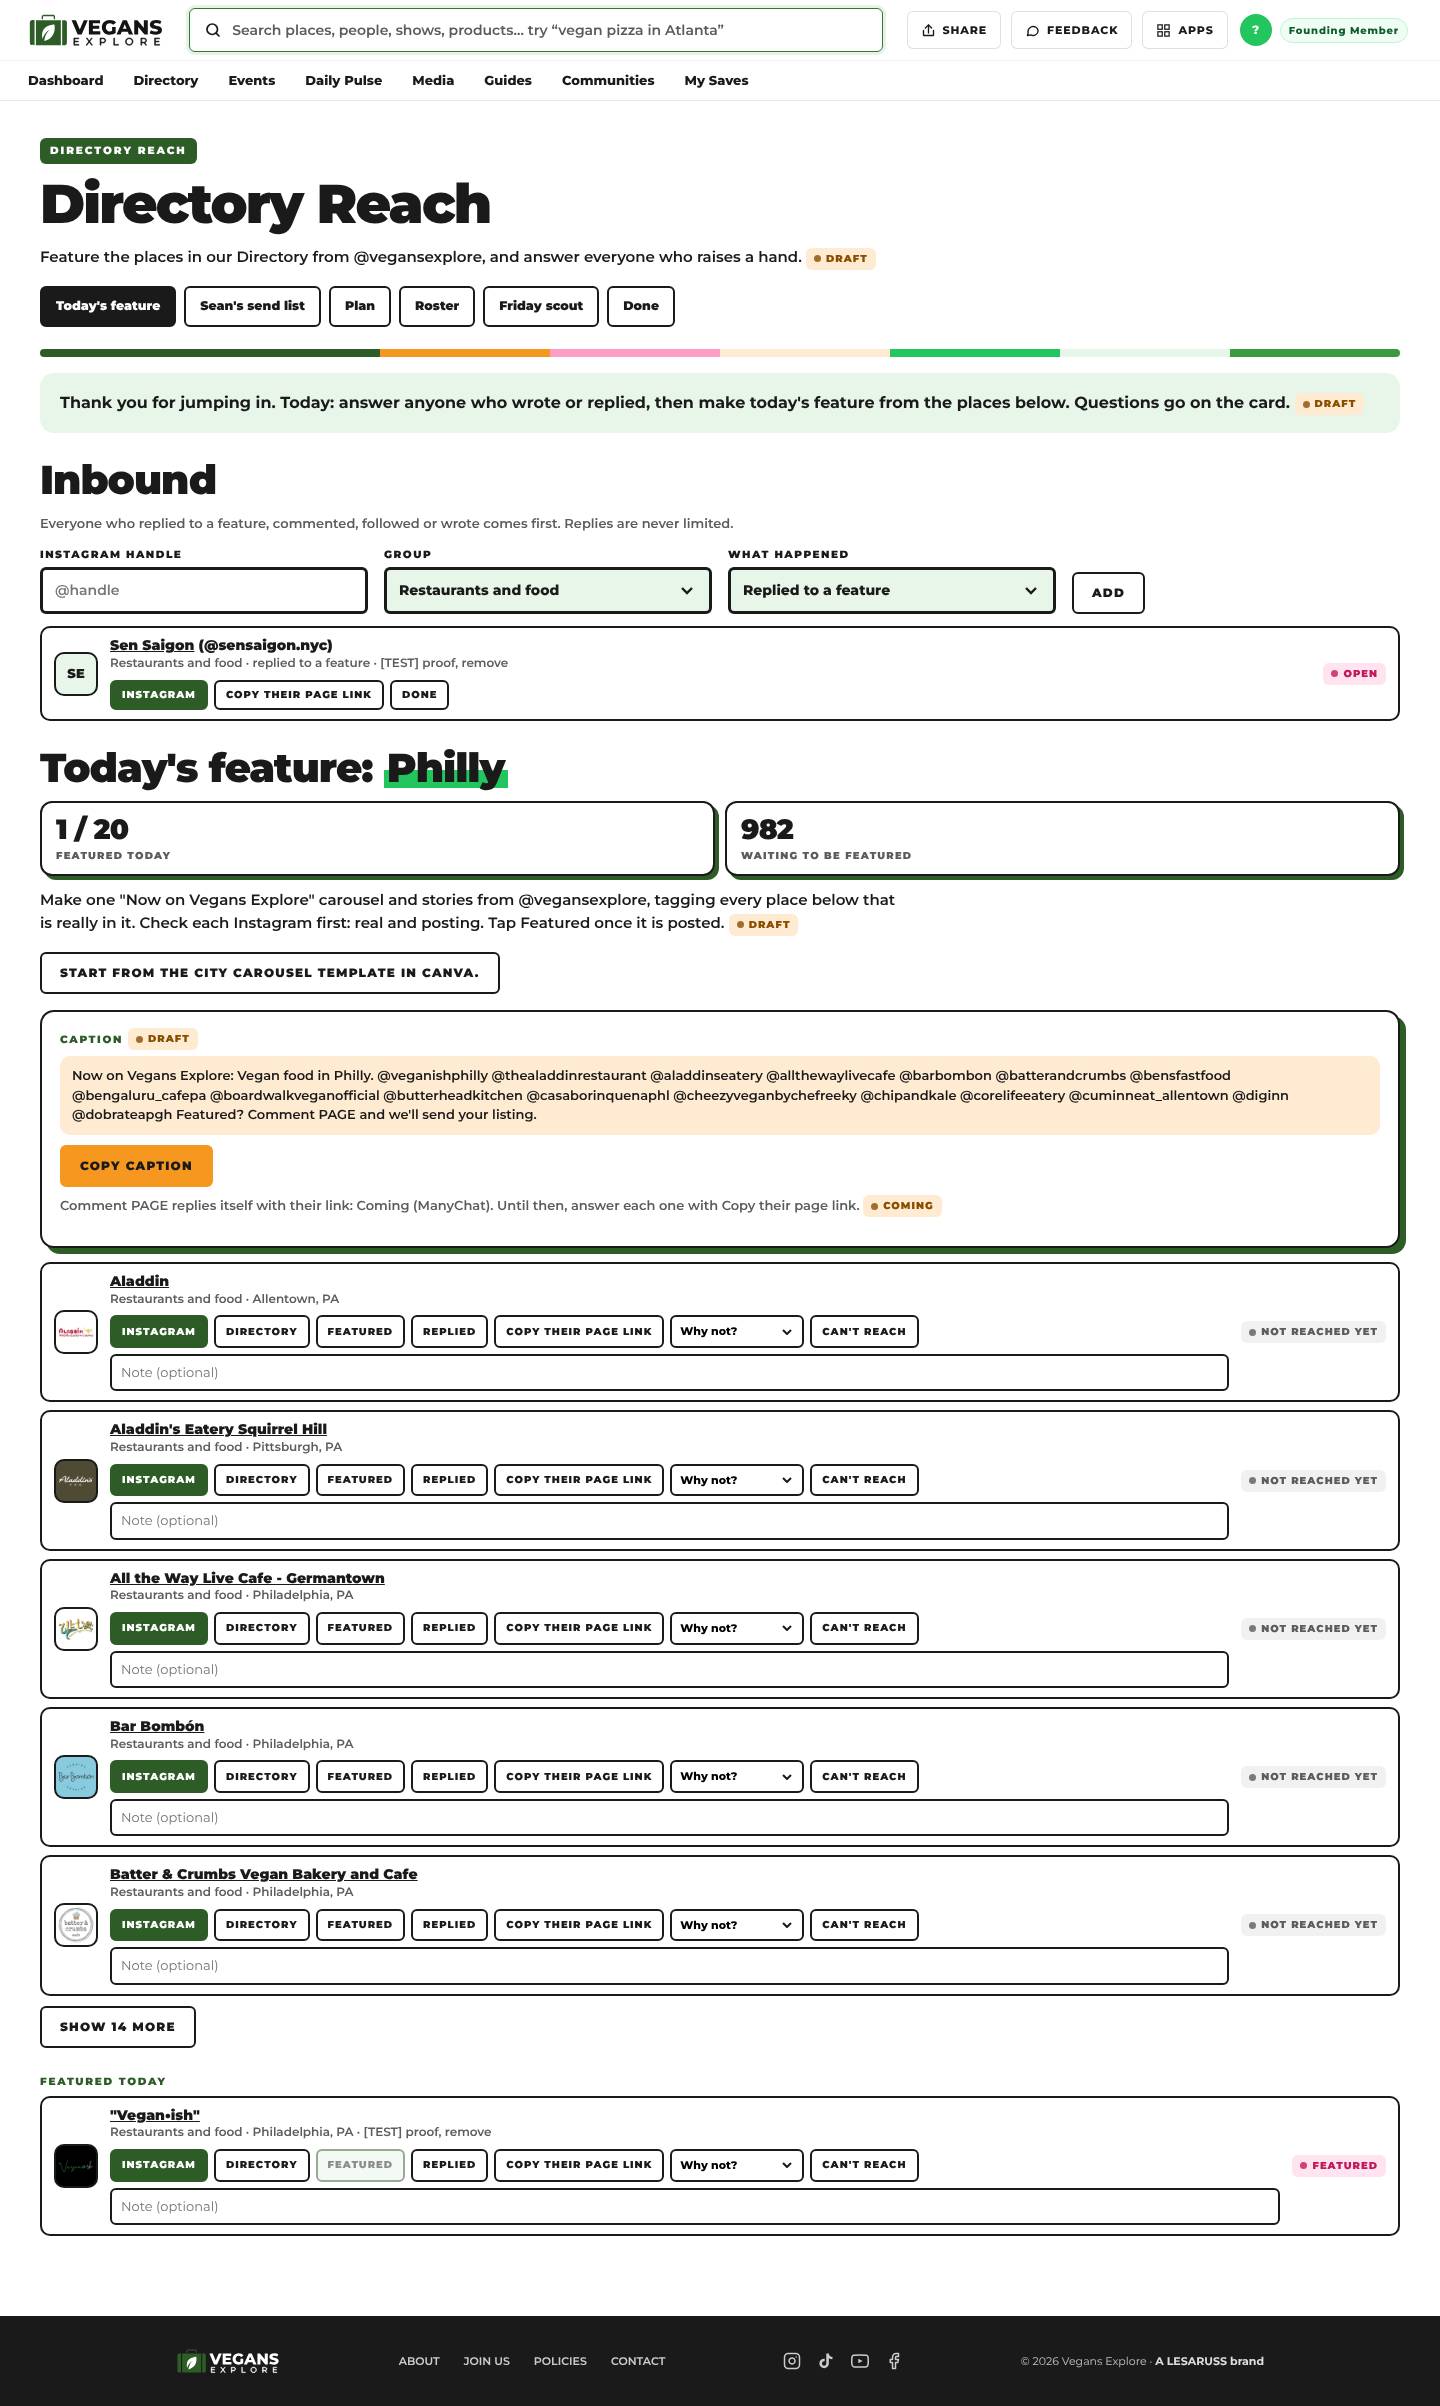 VEGANS
EXPLORE
Search places, people, shows, products… try “vegan pizza in Atlanta”
SHARE
FEEDBACK
APPS
?
Founding Member
Dashboard
Directory
Events
Daily Pulse
Media
Guides
Communities
My Saves
DIRECTORY REACH
Directory Reach
Feature the places in our Directory from @vegansexplore, and answer everyone who raises a hand. DRAFT
Today's feature
Sean's send list
Plan
Roster
Friday scout
Done
Thank you for jumping in. Today: answer anyone who wrote or replied, then make today's feature from the places below. Questions go on the card. DRAFT
Inbound
Everyone who replied to a feature, commented, followed or wrote comes first. Replies are never limited.
INSTAGRAM HANDLE
GROUP
WHAT HAPPENED
@handle
Restaurants and food
Replied to a feature
ADD
SE
Sen Saigon (@sensaigon.nyc)
Restaurants and food · replied to a feature · [TEST] proof, remove
INSTAGRAM
COPY THEIR PAGE LINK
DONE
OPEN
Today's feature: Philly
1 / 20
FEATURED TODAY
982
WAITING TO BE FEATURED
Make one "Now on Vegans Explore" carousel and stories from @vegansexplore, tagging every place below that
is really in it. Check each Instagram first: real and posting. Tap Featured once it is posted. DRAFT
START FROM THE CITY CAROUSEL TEMPLATE IN CANVA.
CAPTION DRAFT
Now on Vegans Explore: Vegan food in Philly. @veganishphilly @thealaddinrestaurant @aladdinseatery @allthewaylivecafe @barbombon @batterandcrumbs @bensfastfood
@bengaluru_cafepa @boardwalkveganofficial @butterheadkitchen @casaborinquenaphl @cheezyveganbychefreeky @chipandkale @corelifeeatery @cuminneat_allentown @diginn
@dobrateapgh Featured? Comment PAGE and we'll send your listing.
COPY CAPTION
Comment PAGE replies itself with their link: Coming (ManyChat). Until then, answer each one with Copy their page link. COMING
Aladdin
Restaurants and food · Allentown, PA
INSTAGRAM
DIRECTORY
FEATURED
REPLIED
COPY THEIR PAGE LINK
Why not?
CAN'T REACH
NOT REACHED YET
Note (optional)
Aladdin's Eatery Squirrel Hill
Restaurants and food · Pittsburgh, PA
Aladdin's
INSTAGRAM
DIRECTORY
FEATURED
REPLIED
COPY THEIR PAGE LINK
Why not?
CAN'T REACH
NOT REACHED YET
Note (optional)
All the Way Live Cafe - Germantown
Restaurants and food · Philadelphia, PA
INSTAGRAM
DIRECTORY
FEATURED
REPLIED
COPY THEIR PAGE LINK
Why not?
CAN'T REACH
NOT REACHED YET
Note (optional)
Bar Bombón
Restaurants and food · Philadelphia, PA
Bar Bombón
INSTAGRAM
DIRECTORY
FEATURED
REPLIED
COPY THEIR PAGE LINK
Why not?
CAN'T REACH
NOT REACHED YET
Note (optional)
Batter & Crumbs Vegan Bakery and Cafe
Restaurants and food · Philadelphia, PA
batter &
crumbs
INSTAGRAM
DIRECTORY
FEATURED
REPLIED
COPY THEIR PAGE LINK
Why not?
CAN'T REACH
NOT REACHED YET
Note (optional)
SHOW 14 MORE
FEATURED TODAY
"Vegan•ish"
Restaurants and food · Philadelphia, PA · [TEST] proof, remove
INSTAGRAM
DIRECTORY
FEATURED
REPLIED
COPY THEIR PAGE LINK
Why not?
CAN'T REACH
FEATURED
Note (optional)
VEGANS
EXPLORE
ABOUT
JOIN US
POLICIES
CONTACT
© 2026 Vegans Explore · A LESARUSS brand